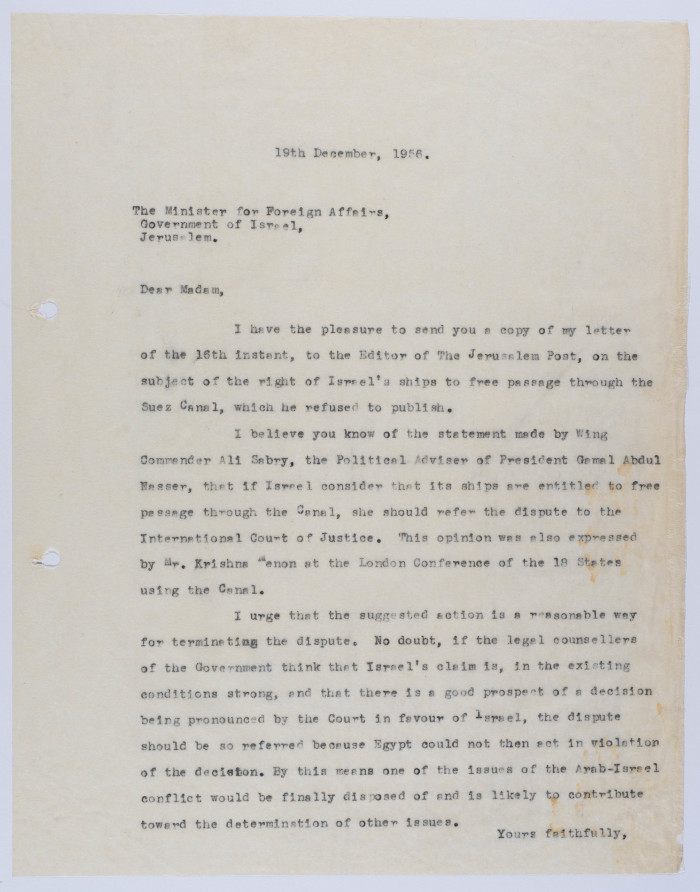 19th December, 1956.
The Minister for Foreign Affairs,
Government of Israel,
Jerusalem.
Dear Madam,
I have the pleasure to send you a copy of my letter
of the 16th instant, to the Editor of The Jerusalem Post, on the
subject of the right of Israel's ships to free passage through the
Suez Canal, which he refused to publish.
I believe you know of the statement made by Wing
Commander Ali Sabry, the Political Adviser of President Gamal Abdul
Nasser, that if Israel consider that its ships are entitled to free
passage through the Canal, she should refer the dispute to the
International Court of Justice. This opinion was also expressed
by Mr. Krishna Menon at the London Conference of the 18 States
using the Canal.
I urge that the suggested action is a reasonable way
for terminating the dispute. No doubt, if the legal counsellers
of the Government think that Israel's claim is, in the existing
conditions strong, and that there is a good prospect of a decision
being pronounced by the Court in favour of Israel, the dispute
should be so referred because Egypt could not then act in violation
of the decision. By this means one of the issues of the Arab-Israel
conflict would be finally disposed of and is likely to contribute
toward the determination of other issues.
Yours faithfully,